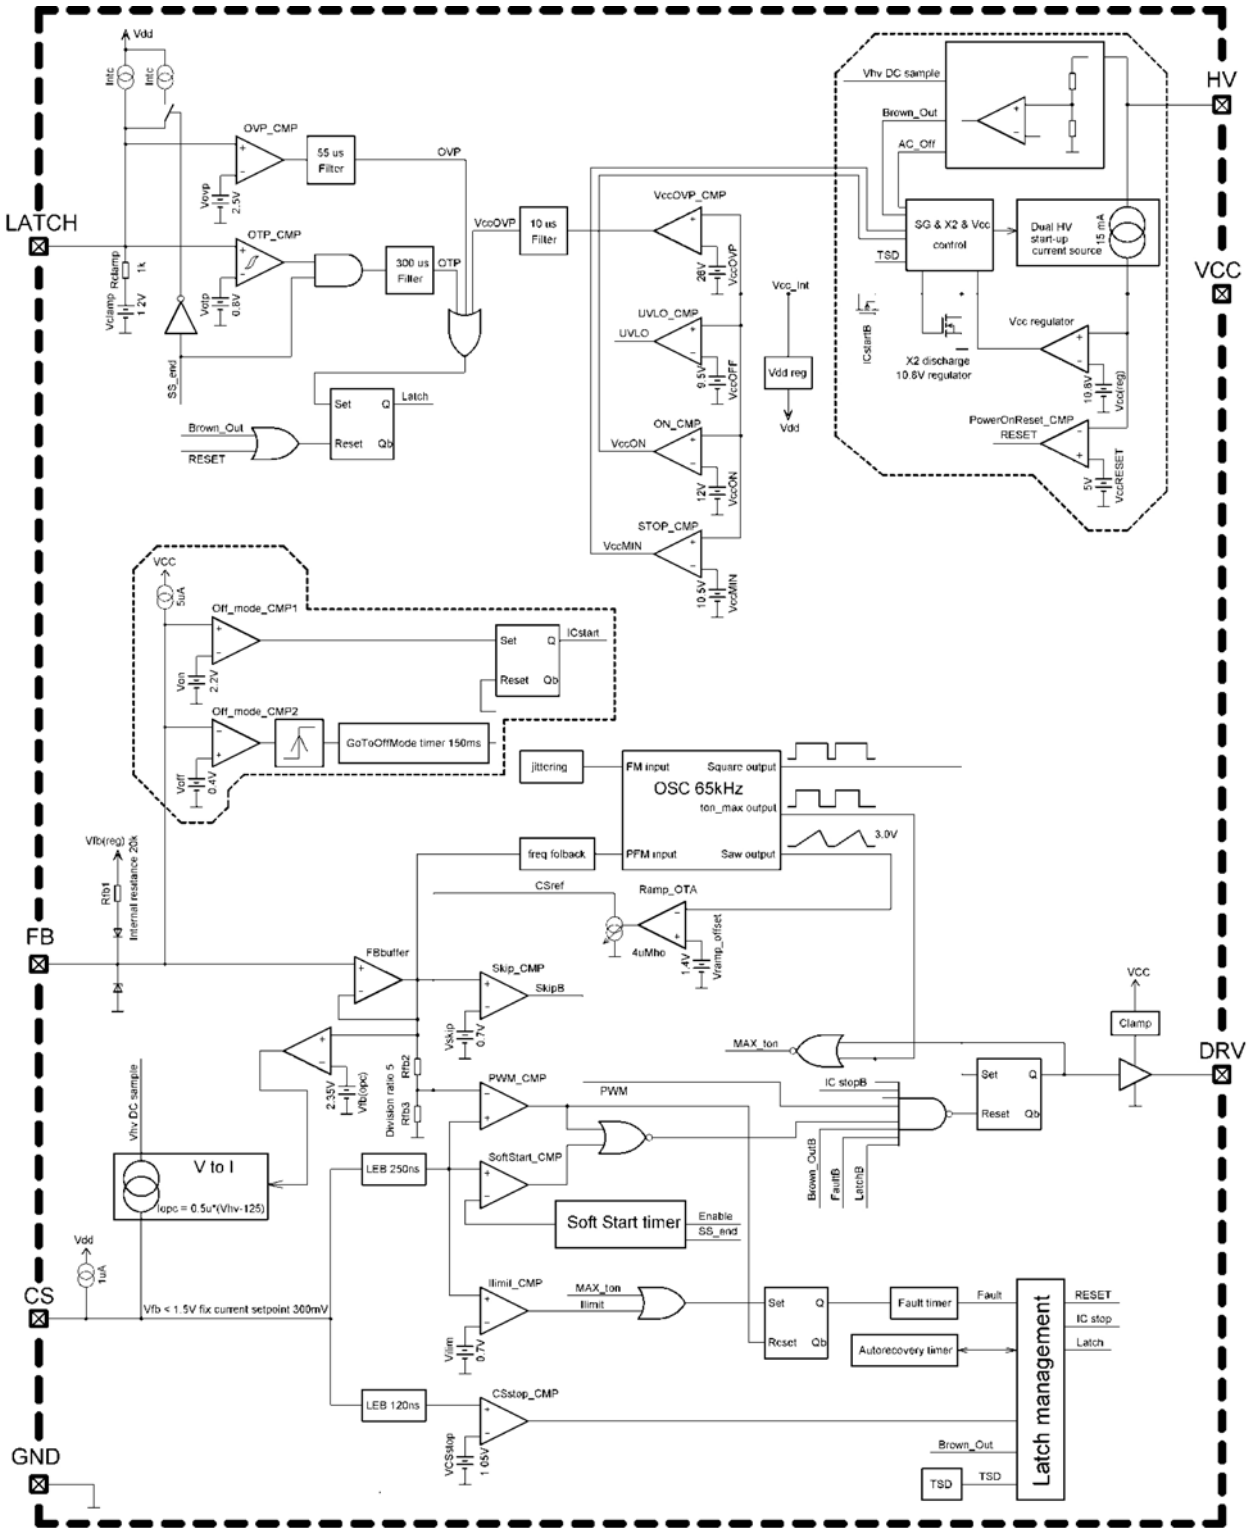 Vdd
Intc
Intc
OVP_CMP
55 us
Filter
OVP
Vovp
2.5V
LATCH
OTP_CMP
300 us
Filter
OTP
Votp
0.8V
Rclamp
1k
Vclamp
1.2V
SS_end
Set
Q
Latch
Reset
Qb
Brown_Out
RESET
VccOVP
10 us
Filter
VccOVP_CMP
26V
VccOVP
UVLO_CMP
UVLO
9.5V
VccOFF
ON_CMP
VccON
12V
VccON
STOP_CMP
VccMIN
10.5V
VccMIN
Vcc_Int
Vdd reg
Vdd
Vhv DC sample
Brown_Out
AC_Off
SG & X2 & Vcc
control
TSD
Dual HV
start-up
current source
15 mA
HV
VCC
ICstartB
X2 discharge
10.8V regulator
Vcc regulator
10.8V
Vcc(reg)
PowerOnReset_CMP
RESET
5V
VccRESET
VCC
5uA
Off_mode_CMP1
Von
2.2V
Set
Q
ICstart
Reset
Qb
Off_mode_CMP2
GoToOffMode timer 150ms
Voff
0.4V
jittering
FM input
Square output
OSC 65kHz
ton_max output
freq folback
PFM input
Saw output
3.0V
Vfb(reg)
Rfb1
Internal resitance 20k
CSref
Ramp_OTA
4uMho
1.4V
Vramp_offset
FB
FBbuffer
Skip_CMP
SkipB
Vskip
0.7V
2.35V
Vfb(opc)
Division ratio 5
Rfb2
Rfb3
PWM_CMP
PWM
MAX_ton
IC stopB
Brown_OutB
FaultB
LatchB
Set
Q
Reset
Qb
VCC
Clamp
DRV
Vhv DC sample
V to I
Iopc = 0.5u*(Vhv-125)
LEB 250ns
SoftStart_CMP
Soft Start timer
Enable
SS_end
Vdd
1uA
CS
Vfb < 1.5V fix current setpoint 300mV
Ilimit_CMP
MAX_ton
Ilimit
Vilim
0.7V
Set
Q
Reset
Qb
Fault timer
Fault
Autorecovery timer
Latch management
RESET
IC stop
Latch
LEB 120ns
CSstop_CMP
VCSstop
1.05V
Brown_Out
TSD
TSD
GND